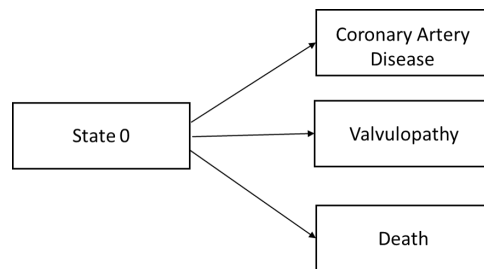 Coronary Artery
Disease
State 0
Valvulopathy
Death